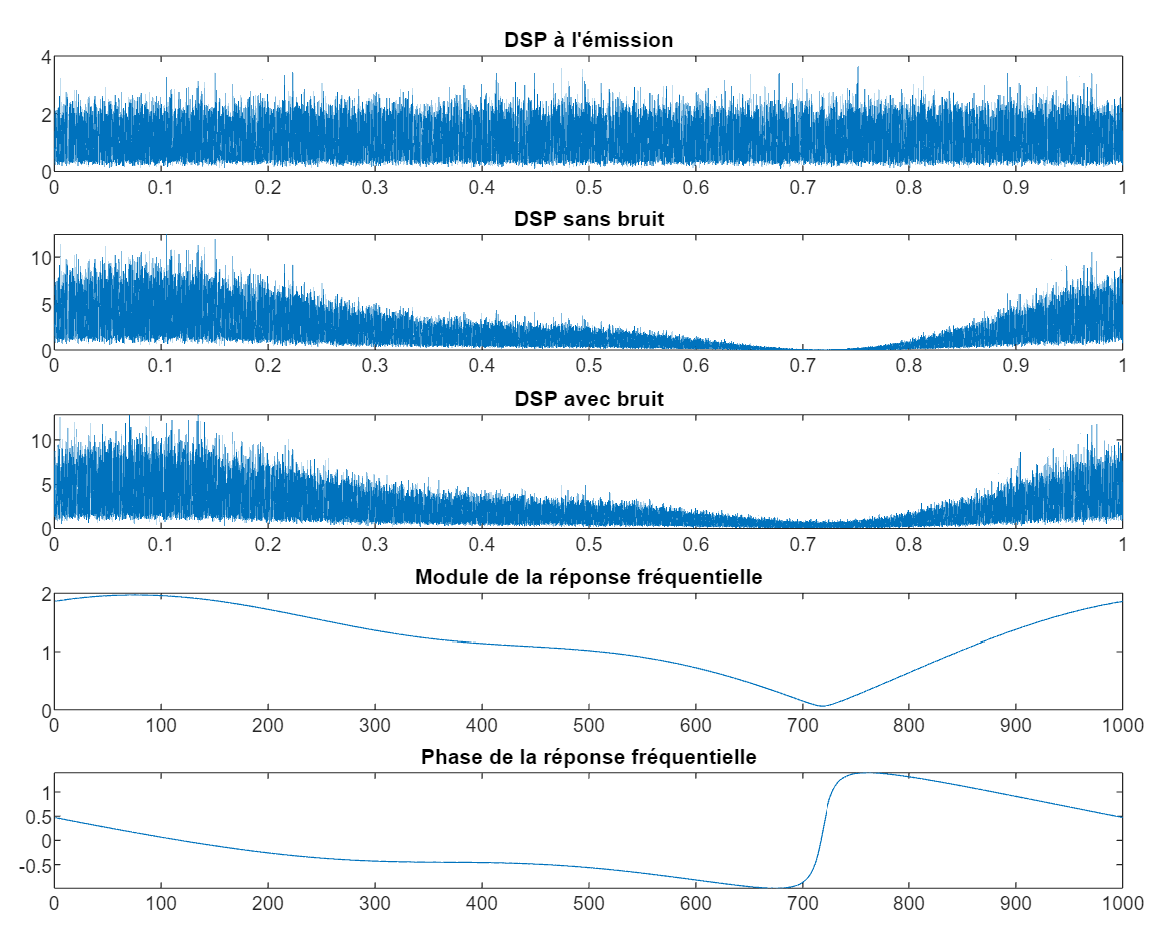 DSP à l'émission
4
2
0
0 0.1 0.2 0.3 0.4 0.5 0.6 0.7 0.8 0.9 1
DSP sans bruit
10
5
0
0 0.1 0.2 0.3 0.4 0.5 0.6 0.7 0.8 0.9 1
DSP avec bruit
10
5
0
0 0.1 0.2 0.3 0.4 0.5 0.6 0.7 0.8 0.9 1
Module de la réponse fréquentielle
2
1
0
0 100 200 300 400 500 600 700 800 900 1000
Phase de la réponse fréquentielle
1
0.5
0
-0.5
0 100 200 300 400 500 600 700 800 900 1000